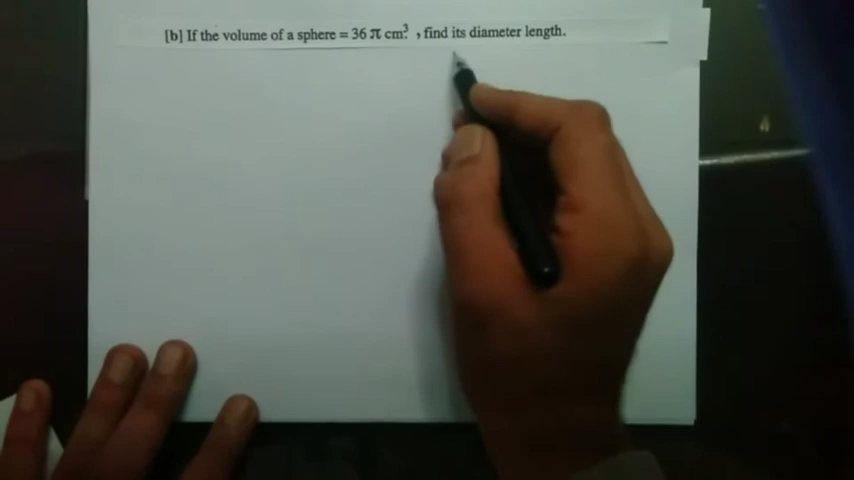 [b] If the volume of a sphere = 36 π cm³ , find its diameter length.